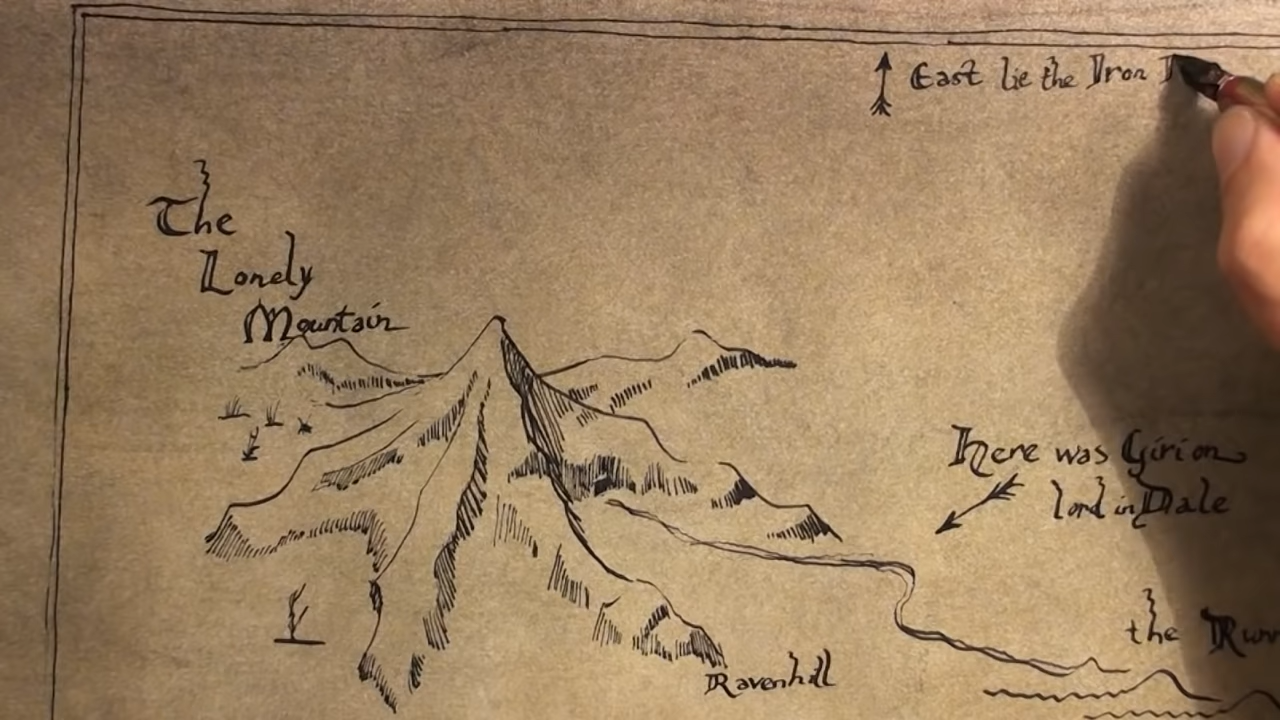 East lie the Iron
The
Lonely
Mountain
Here was Girion
lord in Dale
the
Ravenhill